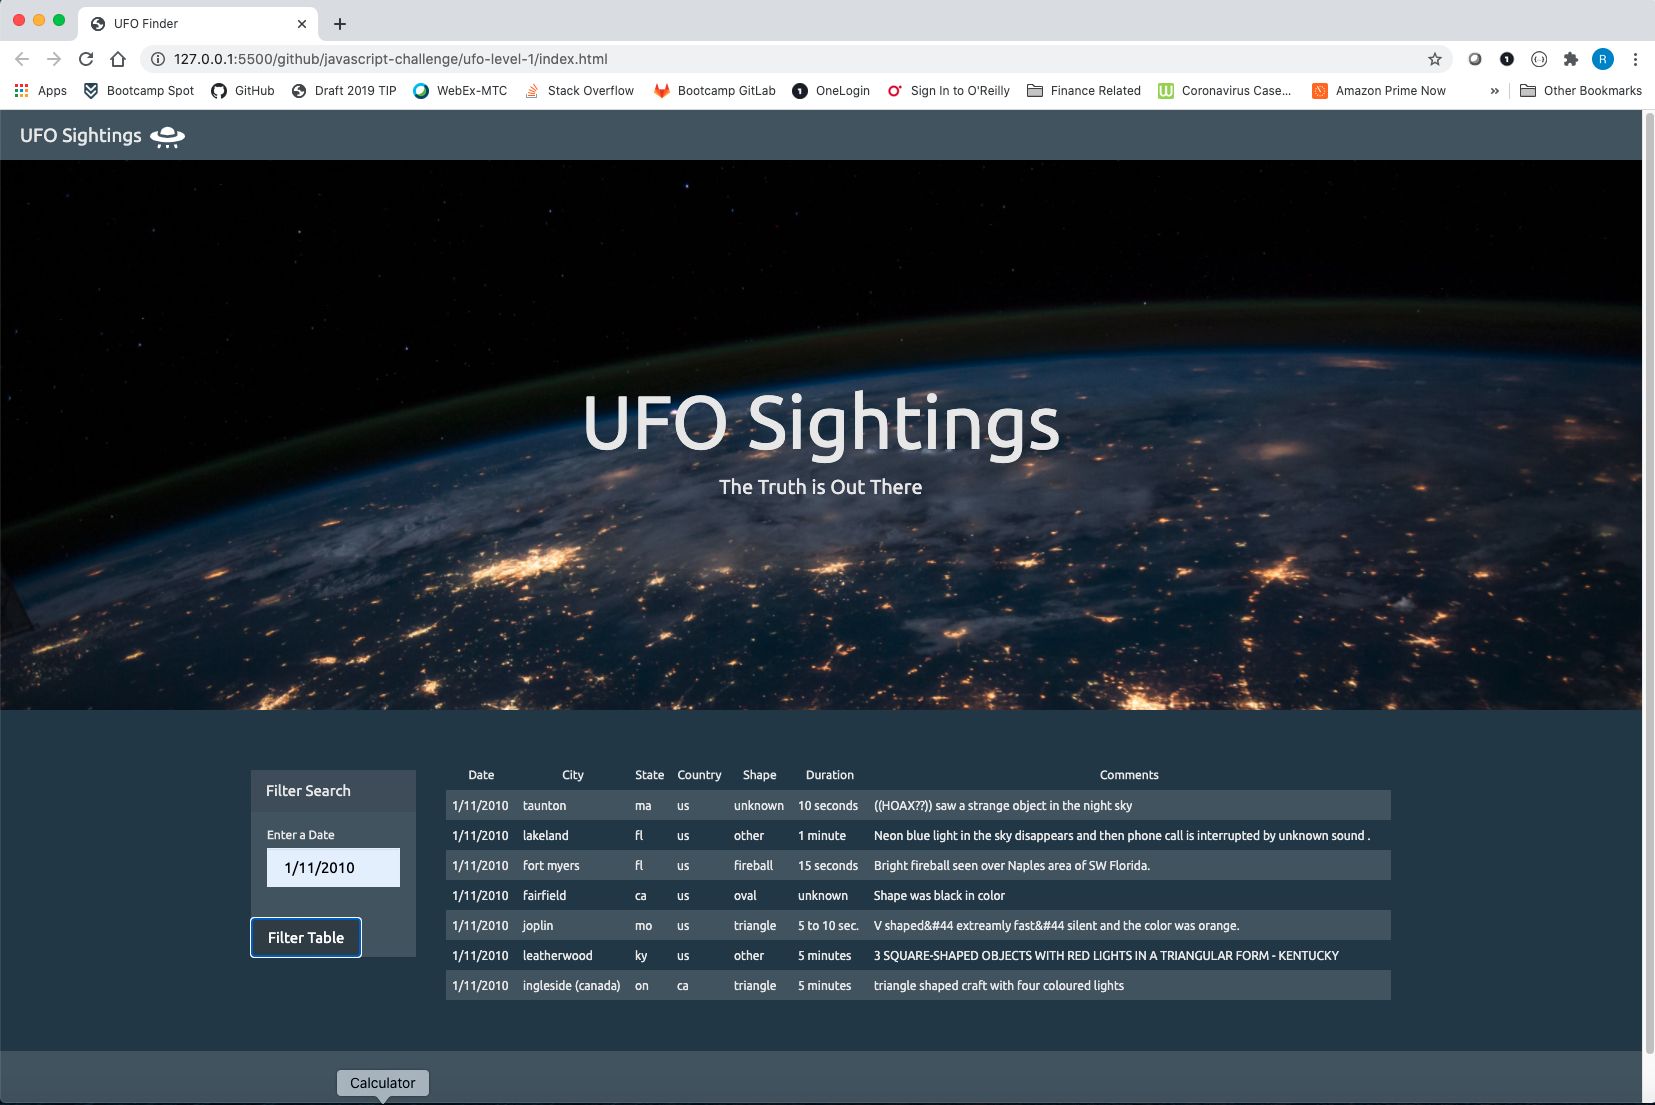 UFO Finder
127.0.0.1:5500/github/javascript-challenge/ufo-level-1/index.html
R
Apps Bootcamp Spot GitHub Draft 2019 TIP WebEx-MTC Stack Overflow Bootcamp GitLab OneLogin Sign In to O'Reilly Finance Related Coronavirus Case... Amazon Prime Now » Other Bookmarks
UFO Sightings
UFO Sightings
The Truth is Out There
Filter Search
Enter a Date
1/11/2010
Filter Table
Date City State Country Shape Duration Comments
1/11/2010 taunton ma us unknown 10 seconds ((HOAX??)) saw a strange object in the night sky
1/11/2010 lakeland fl us other 1 minute Neon blue light in the sky disappears and then phone call is interrupted by unknown sound .
1/11/2010 fort myers fl us fireball 15 seconds Bright fireball seen over Naples area of SW Florida.
1/11/2010 fairfield ca us oval unknown Shape was black in color
1/11/2010 joplin mo us triangle 5 to 10 sec. V shaped&#44 extreamly fast&#44 silent and the color was orange.
1/11/2010 leatherwood ky us other 5 minutes 3 SQUARE-SHAPED OBJECTS WITH RED LIGHTS IN A TRIANGULAR FORM - KENTUCKY
1/11/2010 ingleside (canada) on ca triangle 5 minutes triangle shaped craft with four coloured lights
Calculator